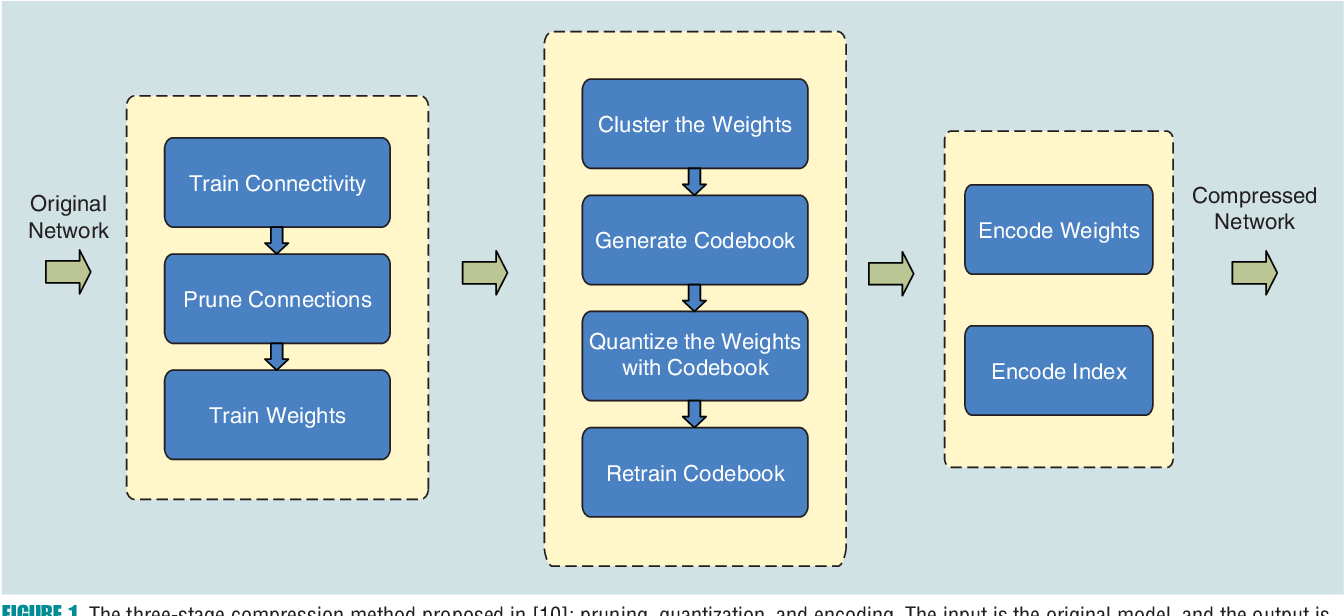 Original
Network
Train Connectivity
Prune Connections
Train Weights
Cluster the Weights
Generate Codebook
Quantize the Weights
with Codebook
Retrain Codebook
Encode Weights
Encode Index
Compressed
Network
FIGURE 1. The three-stage compression method proposed in [10]: pruning, quantization, and encoding. The input is the original model, and the output is